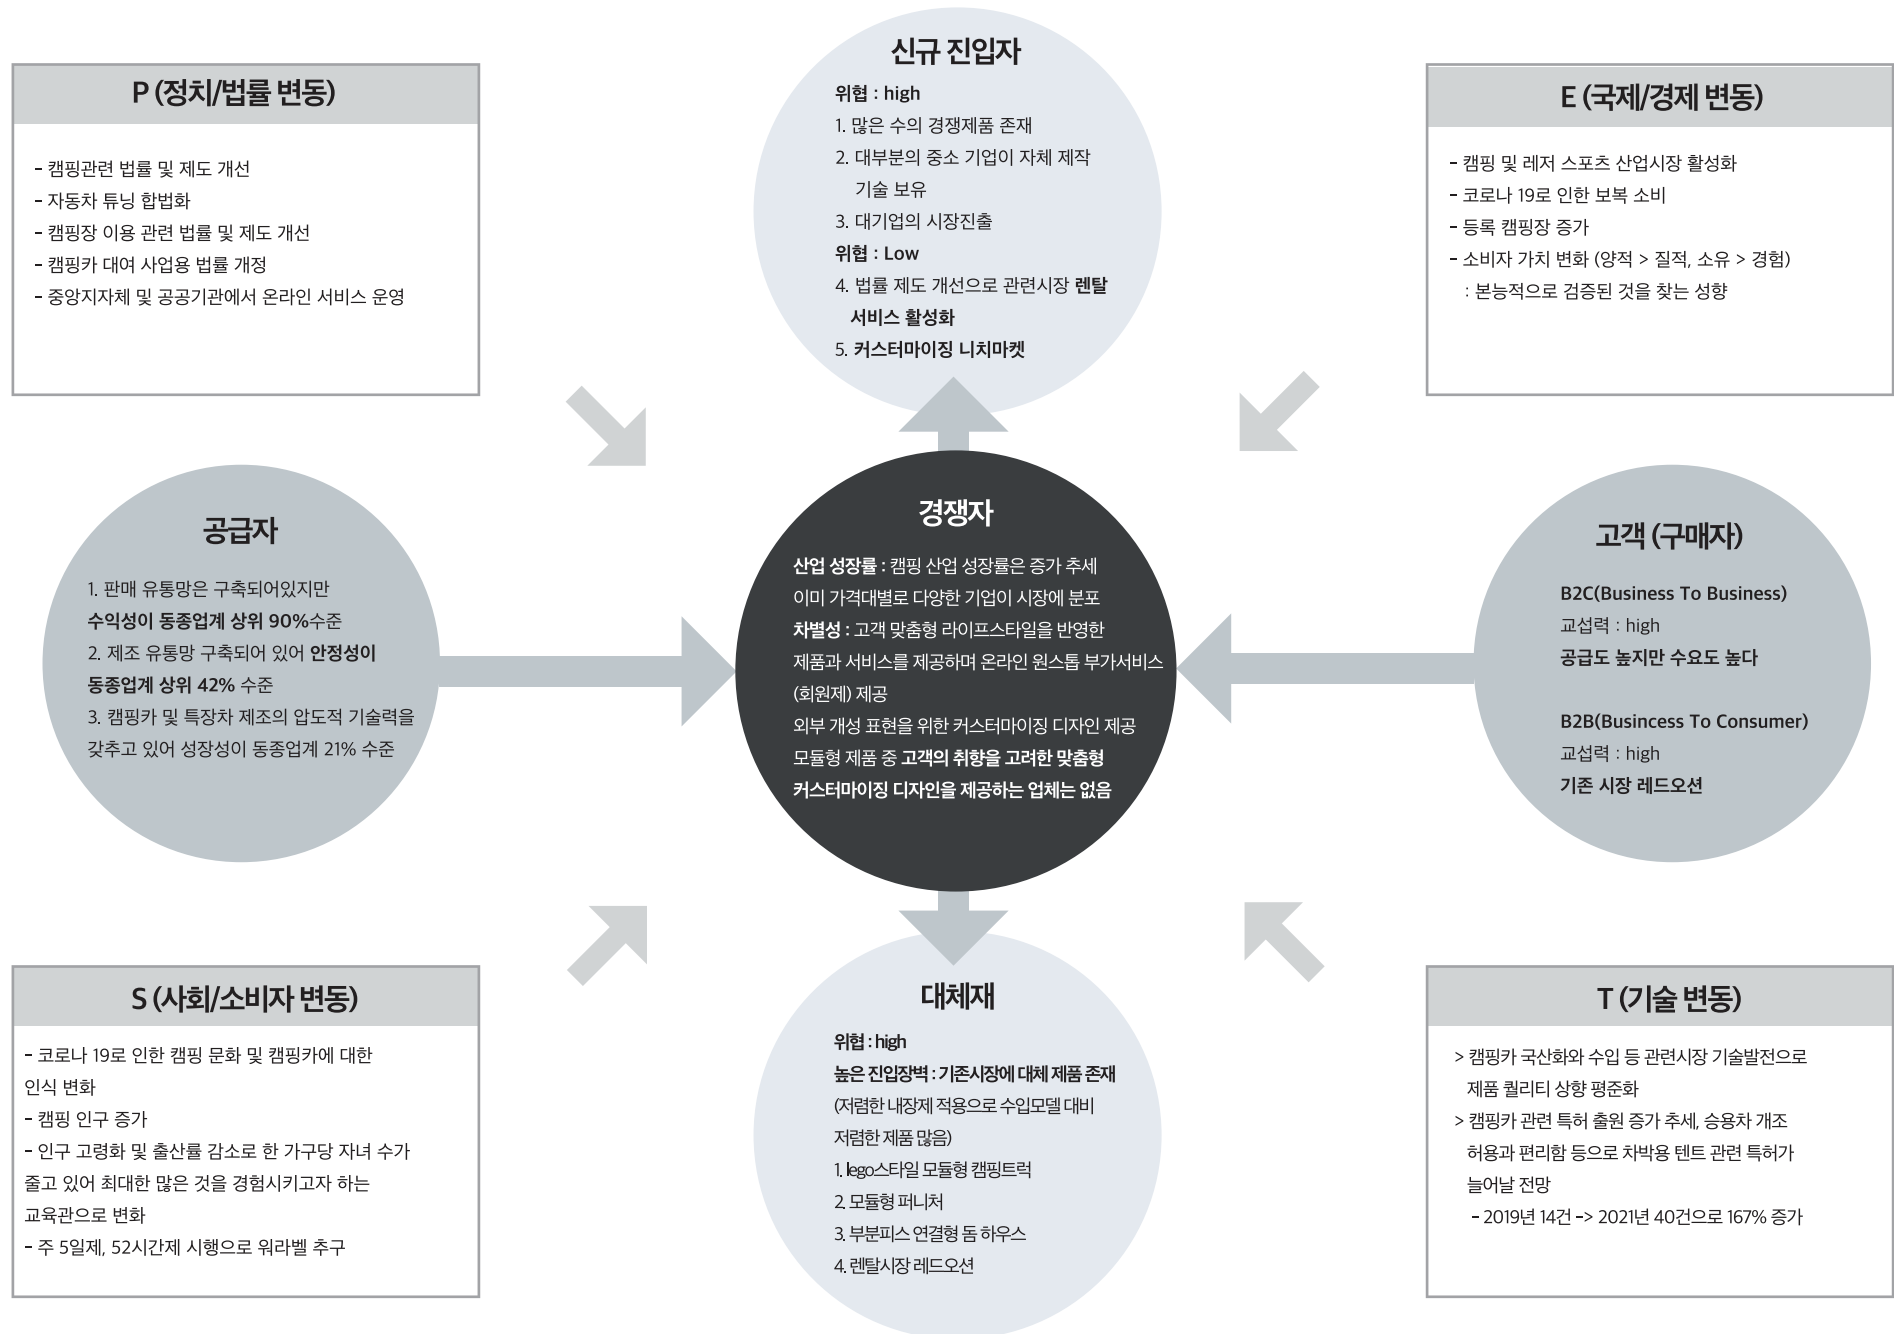 신규 진입자
위협 : high
1. 많은 수의 경쟁제품 존재
2. 대부분의 중소 기업이 자체 제작
기술 보유
3. 대기업의 시장진출
위협 : Low
4. 법률 제도 개선으로 관련시장 렌탈
서비스 활성화
5. 커스터마이징 니치마켓
P (정치/법률 변동)
- 캠핑관련 법률 및 제도 개선
- 자동차 튜닝 합법화
- 캠핑장 이용 관련 법률 및 제도 개선
- 캠핑카 대여 사업용 법률 개정
- 중앙지자체 및 공공기관에서 온라인 서비스 운영
E (국제/경제 변동)
- 캠핑 및 레저 스포츠 산업시장 활성화
- 코로나 19로 인한 보복 소비
- 등록 캠핑장 증가
- 소비자 가치 변화 (양적 > 질적, 소유 > 경험)
: 본능적으로 검증된 것을 찾는 성향
공급자
1. 판매 유통망은 구축되어있지만
수익성이 동종업계 상위 90%수준
2. 제조 유통망 구축되어 있어 안정성이
동종업계 상위 42% 수준
3. 캠핑카 및 특장차 제조의 압도적 기술력을
갖추고 있어 성장성이 동종업계 21% 수준
경쟁자
산업 성장률 : 캠핑 산업 성장률은 증가 추세
이미 가격대별로 다양한 기업이 시장에 분포
차별성 : 고객 맞춤형 라이프스타일을 반영한
제품과 서비스를 제공하며 온라인 원스톱 부가서비스
(회원제) 제공
외부 개성 표현을 위한 커스터마이징 디자인 제공
모듈형 제품 중 고객의 취향을 고려한 맞춤형
커스터마이징 디자인을 제공하는 업체는 없음
고객 (구매자)
B2C(Business To Business)
교섭력 : high
공급도 높지만 수요도 높다
B2B(Busincess To Consumer)
교섭력 : high
기존 시장 레드오션
S (사회/소비자 변동)
- 코로나 19로 인한 캠핑 문화 및 캠핑카에 대한
인식 변화
- 캠핑 인구 증가
- 인구 고령화 및 출산률 감소로 한 가구당 자녀 수가
줄고 있어 최대한 많은 것을 경험시키고자 하는
교육관으로 변화
- 주 5일제, 52시간제 시행으로 워라벨 추구
대체재
위협 : high
높은 진입장벽 : 기존시장에 대체 제품 존재
(저렴한 내장제 적용으로 수입모델 대비
저렴한 제품 많음)
1. lego스타일 모듈형 캠핑트럭
2. 모듈형 퍼니처
3. 부분피스 연결형 돔 하우스
4. 렌탈시장 레드오션
T (기술 변동)
> 캠핑카 국산화와 수입 등 관련시장 기술발전으로
제품 퀄리티 상향 평준화
> 캠핑카 관련 특허 출원 증가 추세, 승용차 개조
허용과 편리함 등으로 차박용 텐트 관련 특허가
늘어날 전망
- 2019년 14건 -> 2021년 40건으로 167% 증가